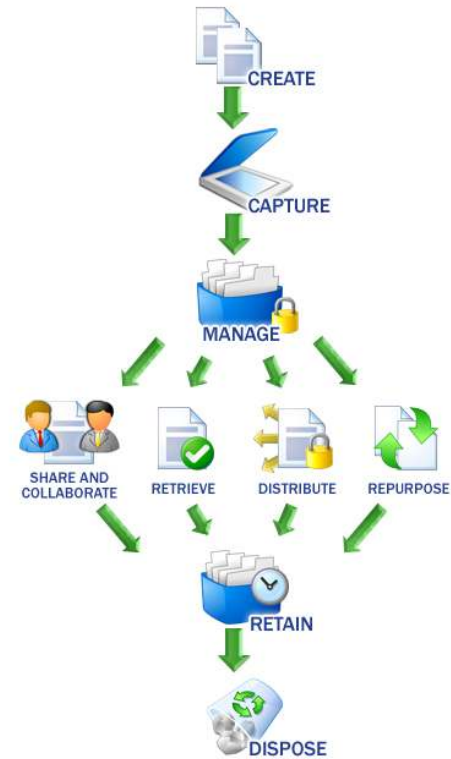 CREATE
CAPTURE
MANAGE
SHARE AND
COLLABORATE
RETRIEVE
DISTRIBUTE
REPURPOSE
RETAIN
DISPOSE